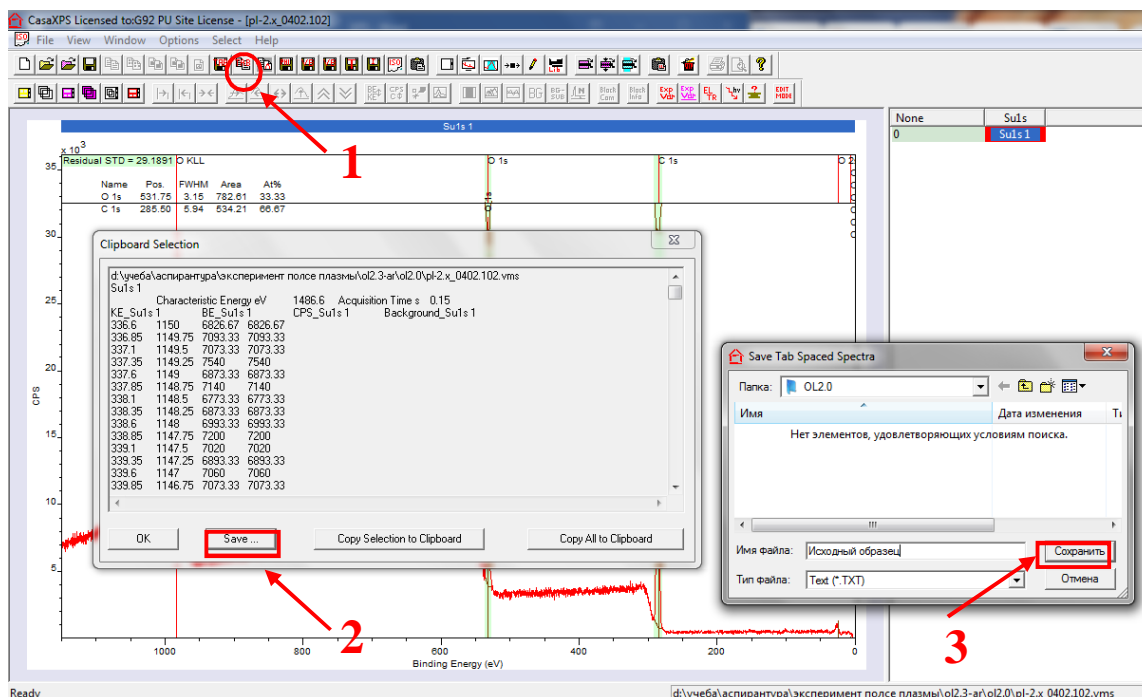 CasaXPS Licensed to:G92 PU Site License - [pl-2.x_0402.102]
File View Window Options Select Help
1
Su1s 1
None Su1s
0 Su1s 1
x 10 3
Residual STD = 29.1891 O KLL O 1s C 1s O 2s
Name Pos. FWHM Area At%
O 1s 531.75 3.15 782.61 33.33
C 1s 285.50 5.94 534.21 66.67
35
30
25
20
15
10
5
CPS
Clipboard Selection
d:\учеба\аспирантура\эксперимент полсе плазмы\ol2.3-ar\ol2.0\pl-2.x_0402.102.vms
Su1s 1
Characteristic Energy eV 1486.6 Acquisition Time s 0.15
KE_Su1s 1 BE_Su1s 1 CPS_Su1s 1 Background_Su1s 1
336.6 1150 6826.67 6826.67
336.85 1149.75 7093.33 7093.33
337.1 1149.5 7073.33 7073.33
337.35 1149.25 7540 7540
337.6 1149 6873.33 6873.33
337.85 1148.75 7140 7140
338.1 1148.5 6773.33 6773.33
338.35 1148.25 6873.33 6873.33
338.6 1148 6993.33 6993.33
338.85 1147.75 7200 7200
339.1 1147.5 7020 7020
339.35 1147.25 6893.33 6893.33
339.6 1147 7060 7060
339.85 1146.75 7073.33 7073.33
OK Save ... Copy Selection to Clipboard Copy All to Clipboard
2
Save Tab Spaced Spectra
Папка: OL2.0
Имя Дата изменения
Нет элементов, удовлетворяющих условиям поиска.
Имя файла: Исходный образец Сохранить
Тип файла: Text (*.TXT) Отмена
3
1000 800 600 400 200 0
Binding Energy (eV)
Ready d:\учеба\аспирантура\эксперимент полсе плазмы\ol2.3-ar\ol2.0\pl-2.x_0402.102.vms